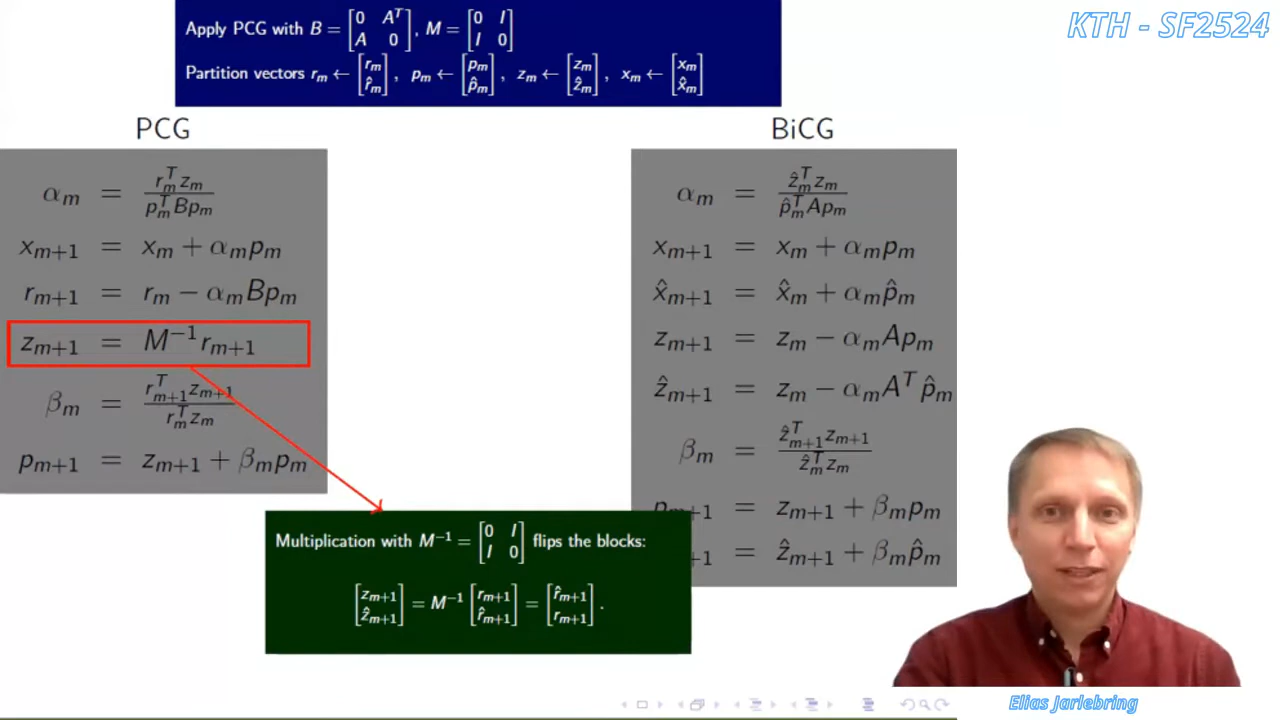 KTH - SF2524
Apply PCG with B = [0 A^T; A 0], M = [0 I; I 0]
Partition vectors r_m ← [r_m; r̂_m], p_m ← [p_m; p̂_m], z_m ← [z_m; ẑ_m], x_m ← [x_m; x̂_m]
PCG
α_m = r_m^T z_m / p_m^T B p_m
x_{m+1} = x_m + α_m p_m
r_{m+1} = r_m − α_m B p_m
z_{m+1} = M^{−1} r_{m+1}
β_m = r_{m+1}^T z_{m+1} / r_m^T z_m
p_{m+1} = z_{m+1} + β_m p_m
BiCG
α_m = ẑ_m^T z_m / p̂_m^T A p_m
x_{m+1} = x_m + α_m p_m
x̂_{m+1} = x̂_m + α_m p̂_m
z_{m+1} = z_m − α_m A p_m
ẑ_{m+1} = z_m − α_m A^T p̂_m
β_m = ẑ_{m+1}^T z_{m+1} / ẑ_m^T z_m
p_{m+1} = z_{m+1} + β_m p_m
+1 = ẑ_{m+1} + β_m p̂_m
Multiplication with M^{−1} = [0 I; I 0] flips the blocks:
[z_{m+1}; ẑ_{m+1}] = M^{−1} [r_{m+1}; r̂_{m+1}] = [r̂_{m+1}; r_{m+1}].
Elias Jarlebring